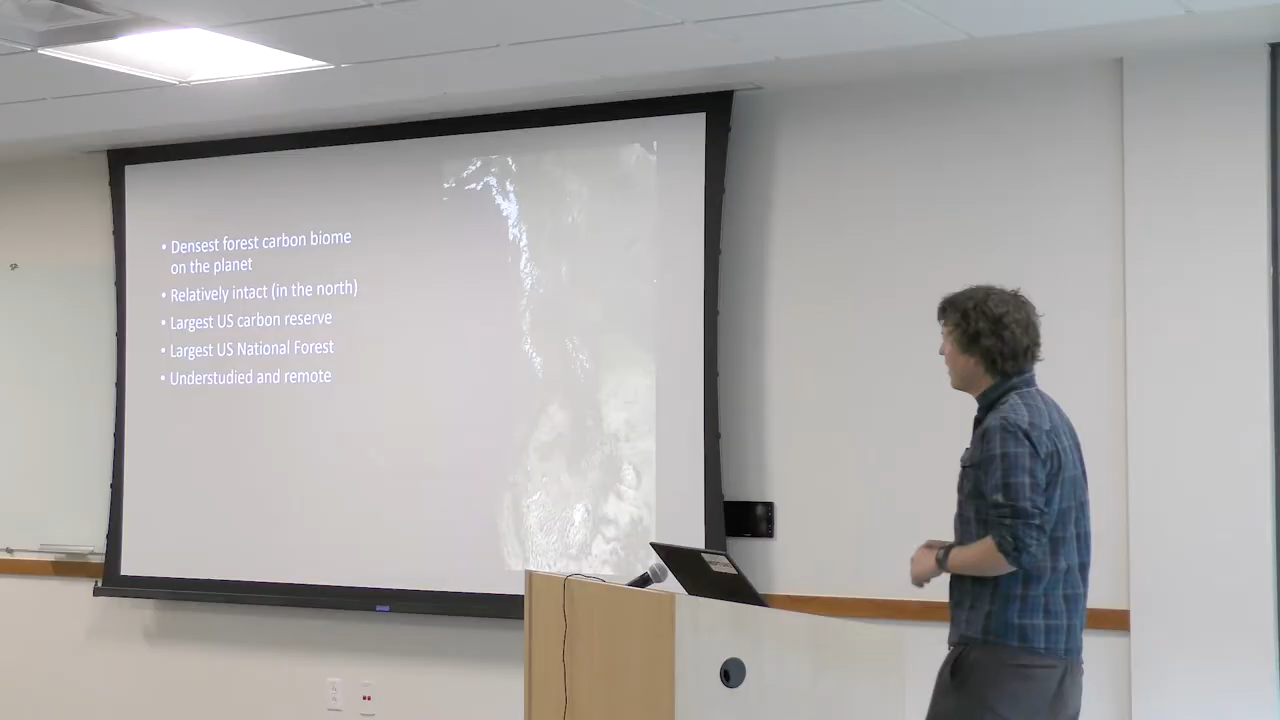 • Densest forest carbon biome
on the planet
• Relatively intact (in the north)
• Largest US carbon reserve
• Largest US National Forest
• Understudied and remote